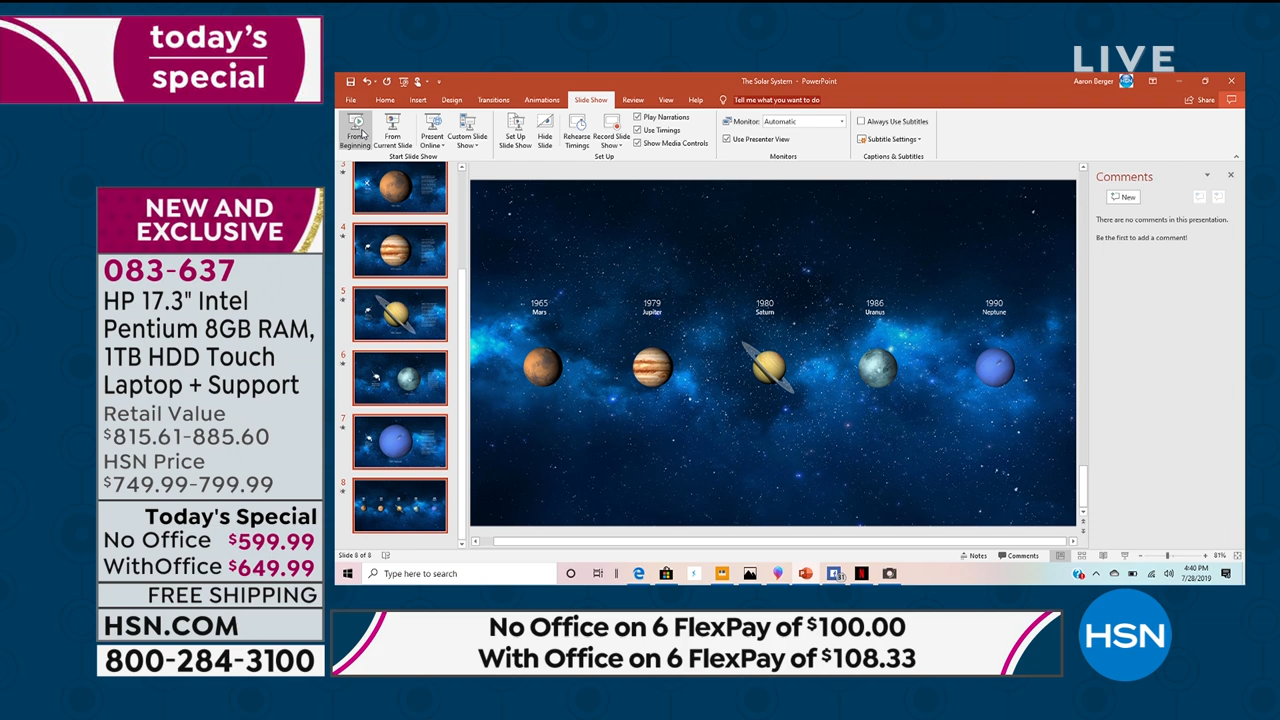 today's
special
LIVE
NEW AND
EXCLUSIVE
083-637
HP 17.3" Intel
Pentium 8GB RAM,
1TB HDD Touch
Laptop + Support
Retail Value
$815.61-885.60
HSN Price
$749.99-799.99
Today's Special
No Office $599.99
WithOffice $649.99
FREE SHIPPING
HSN.COM
800-284-3100
The Solar System - PowerPoint
Aaron Berger
File Home Insert Design Transitions Animations Slide Show Review View Help Tell me what you want to do Share
From Beginning
From Current Slide
Present Online
Custom Slide Show
Start Slide Show
Set Up Slide Show
Hide Slide
Rehearse Timings
Record Slide Show
Play Narrations
Use Timings
Show Media Controls
Set Up
Monitor: Automatic
Use Presenter View
Monitors
Always Use Subtitles
Subtitle Settings
Captions & Subtitles
3
4
5
6
7
8
1965 1979 1980 1986 1990
Mars Jupiter Saturn Uranus Neptune
Comments
New
There are no comments in this presentation.
Be the first to add a comment!
Slide 8 of 8 Notes Comments 81%
Type here to search
4:40 PM
7/28/2019
No Office on 6 FlexPay of $100.00
With Office on 6 FlexPay of $108.33
HSN